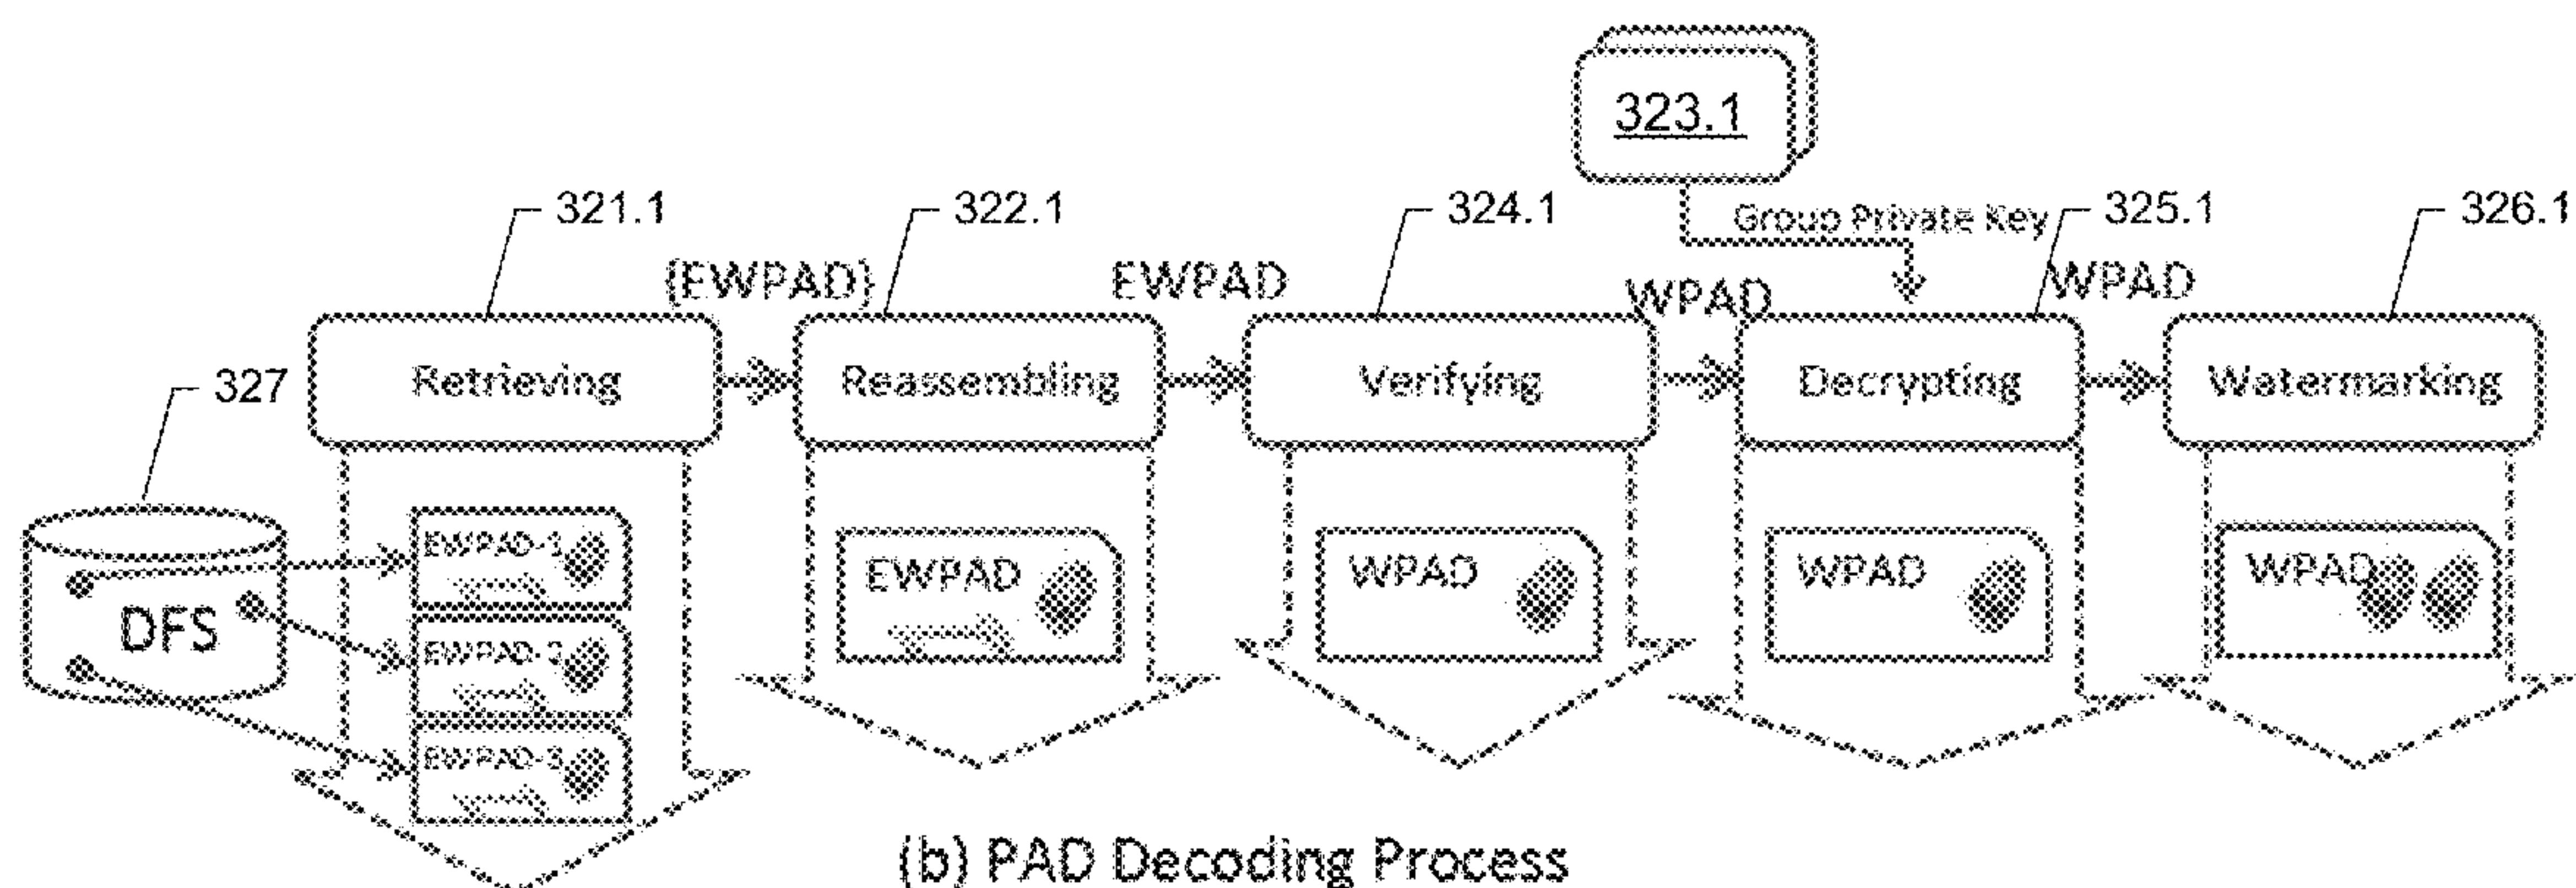 323.1
321.1
322.1
324.1
Group Private Key
325.1
326.1
{EWPAD}
EWPAD
WPAD
WPAD
327
Retrieving
Reassembling
Verifying
Decrypting
Watermarking
DFS
EWPAD-1
EWPAD-2
EWPAD-3
EWPAD
WPAD
WPAD
WPAD
(b) PAD Decoding Process